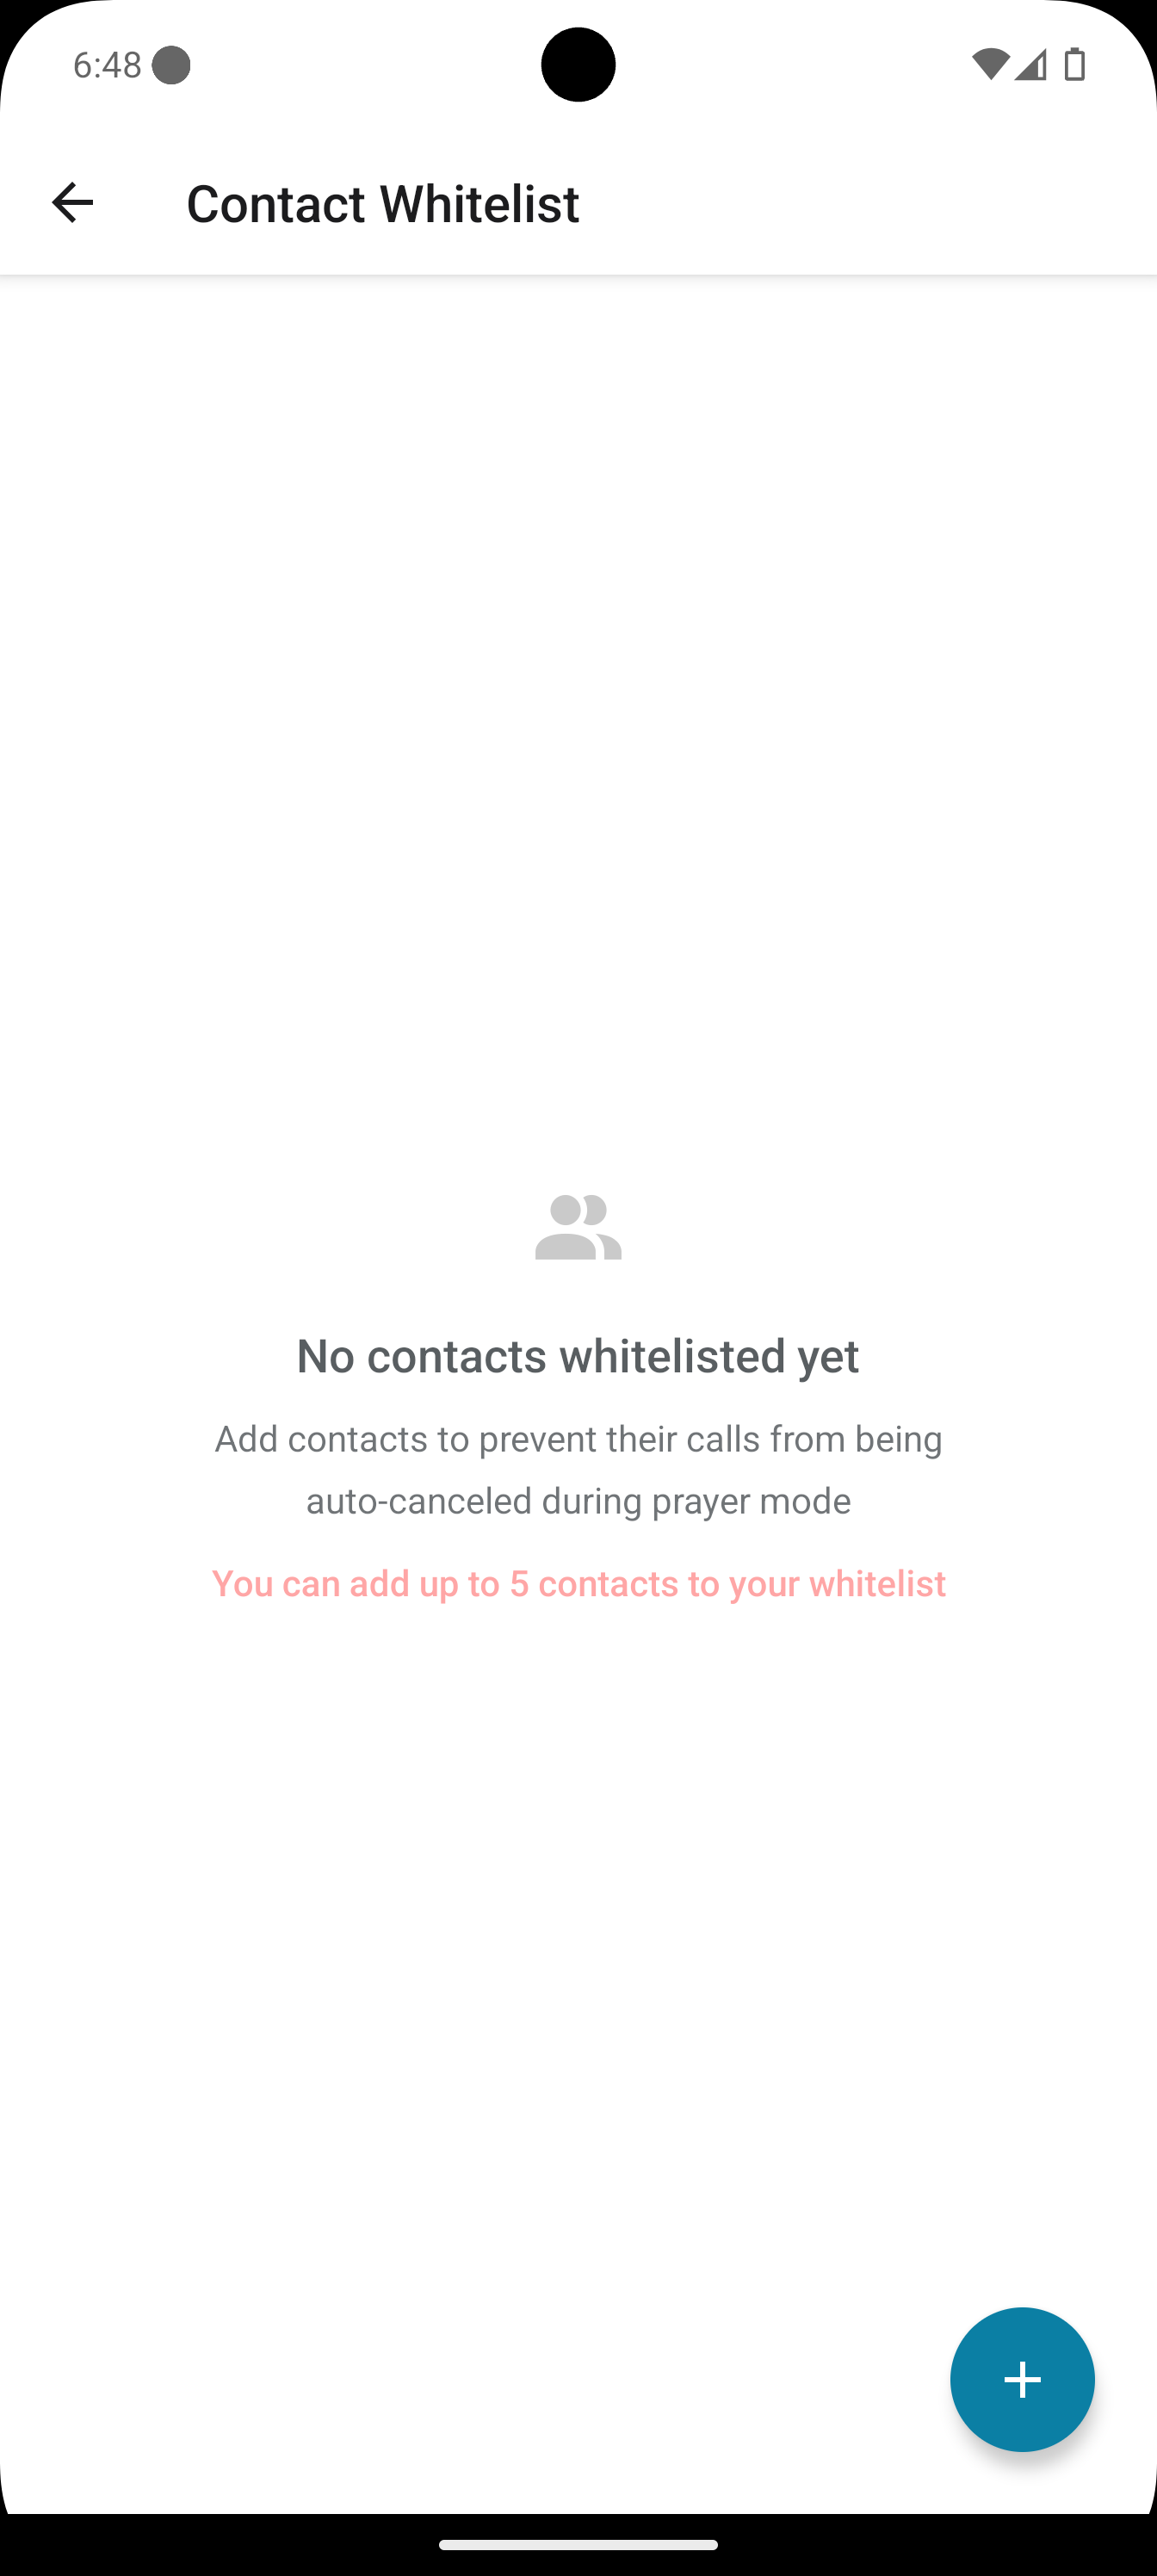 6:48
Contact Whitelist
No contacts whitelisted yet
Add contacts to prevent their calls from being
auto-canceled during prayer mode
You can add up to 5 contacts to your whitelist